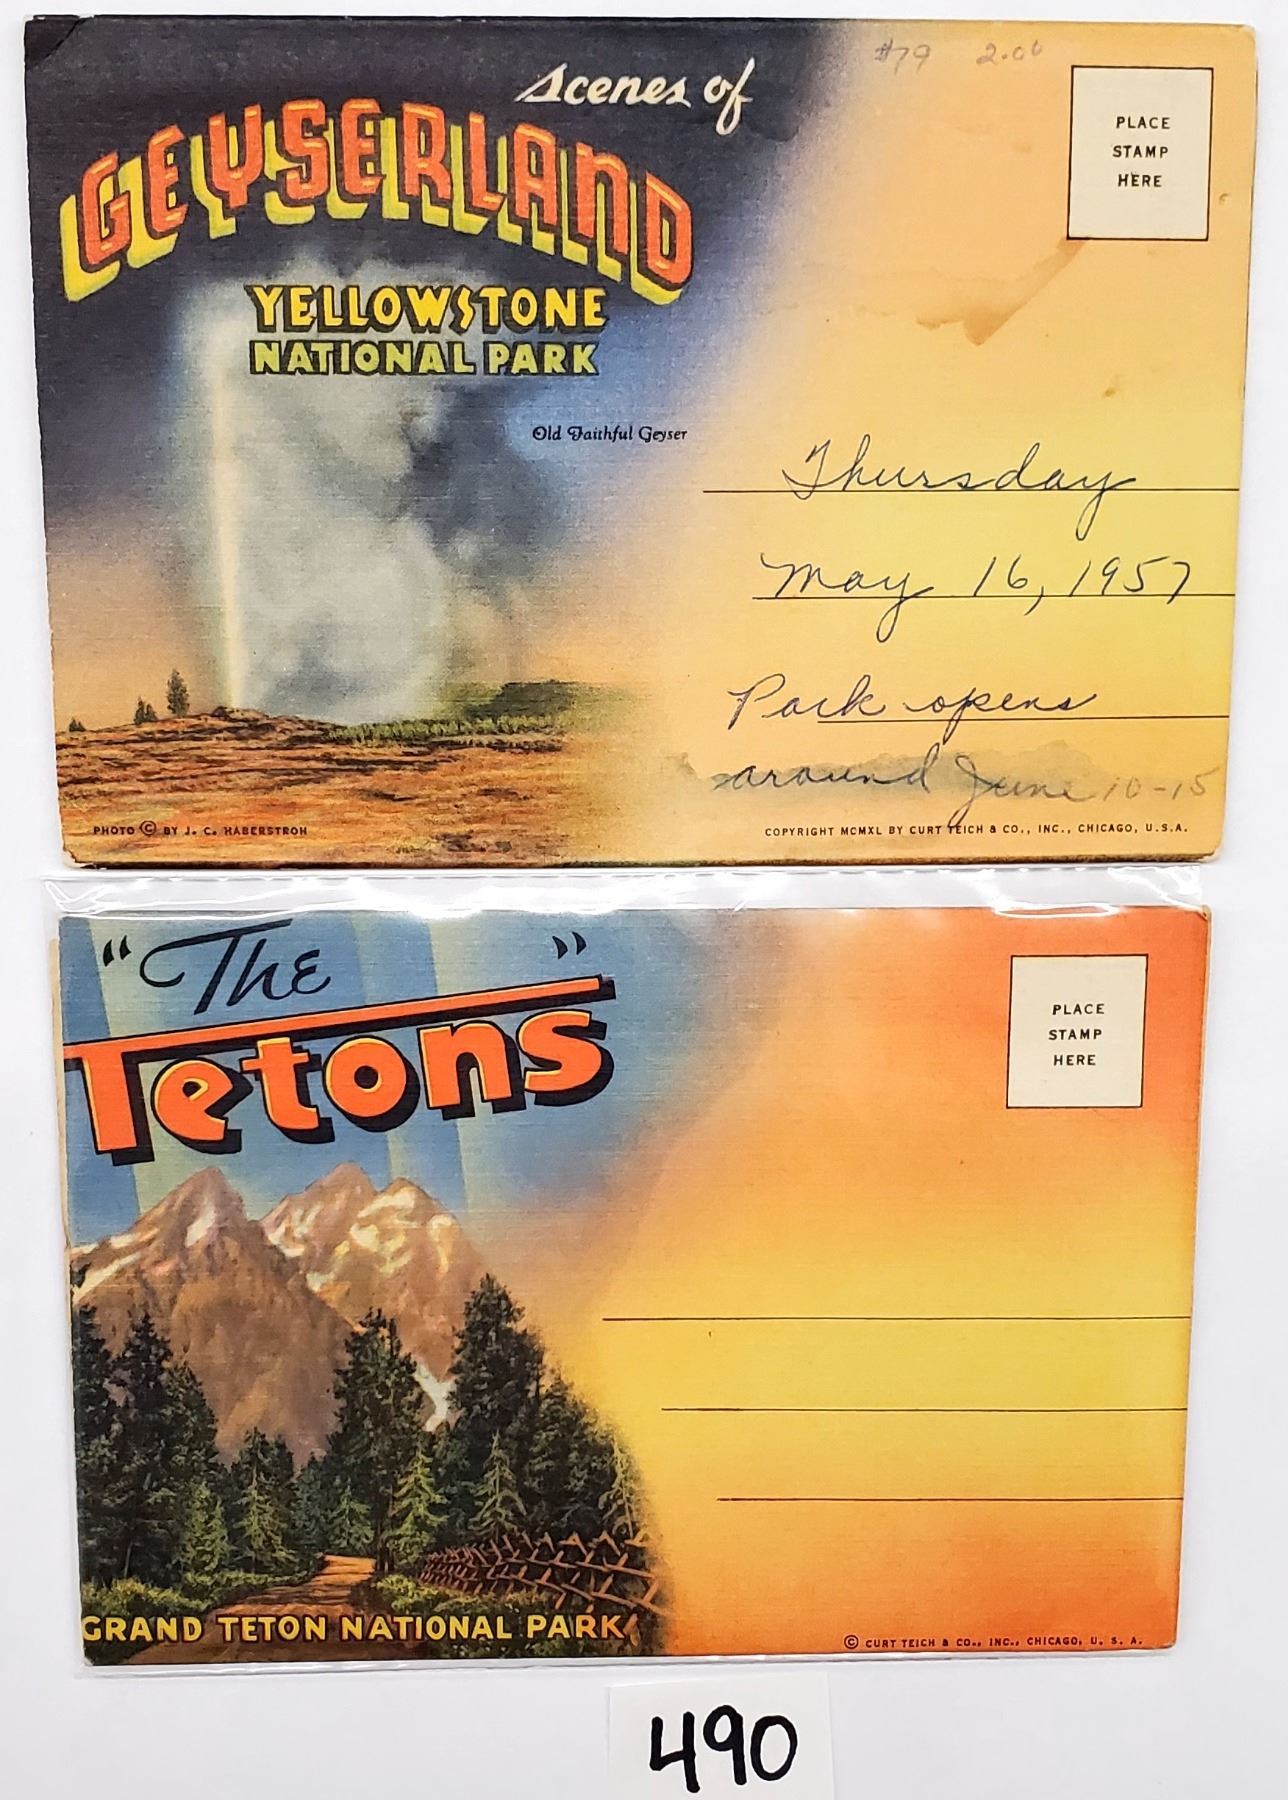 #79 2.00
scenes of
GEYSERLAND
YELLOWSTONE
NATIONAL PARK
Old Faithful Geyser
PLACE
STAMP
HERE
Thursday
May 16, 1957
Park opens
around June 10-15
PHOTO © BY J. C. HABERSTROH
COPYRIGHT MCMXL BY CURT TEICH & CO., INC., CHICAGO, U.S.A.
"The"
Tetons
PLACE
STAMP
HERE
GRAND TETON NATIONAL PARK
© CURT TEICH & CO., INC., CHICAGO, U. S. A.
490